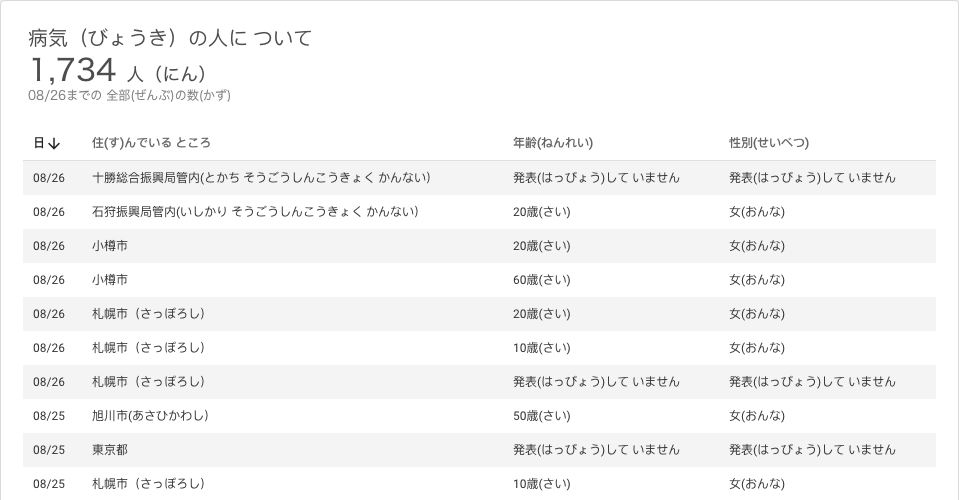 病気（びょうき）の人に ついて
1,734 人（にん）
08/26までの 全部(ぜんぶ)の数(かず)
日↓ 住(す)んでいる ところ 年齢(ねんれい) 性別(せいべつ)
08/26 十勝総合振興局管内(とかち そうごうしんこうきょく かんない） 発表(はっぴょう)して いません 発表(はっぴょう)して いません
08/26 石狩振興局管内(いしかり そうごうしんこうきょく かんない） 20歳(さい) 女(おんな)
08/26 小樽市 20歳(さい) 女(おんな)
08/26 小樽市 60歳(さい) 女(おんな)
08/26 札幌市（さっぽろし） 20歳(さい) 女(おんな)
08/26 札幌市（さっぽろし） 10歳(さい) 女(おんな)
08/26 札幌市（さっぽろし） 発表(はっぴょう)して いません 発表(はっぴょう)して いません
08/25 旭川市(あさひかわし） 50歳(さい) 女(おんな)
08/25 東京都 発表(はっぴょう)して いません 発表(はっぴょう)して いません
08/25 札幌市（さっぽろし） 10歳(さい) 女(おんな)